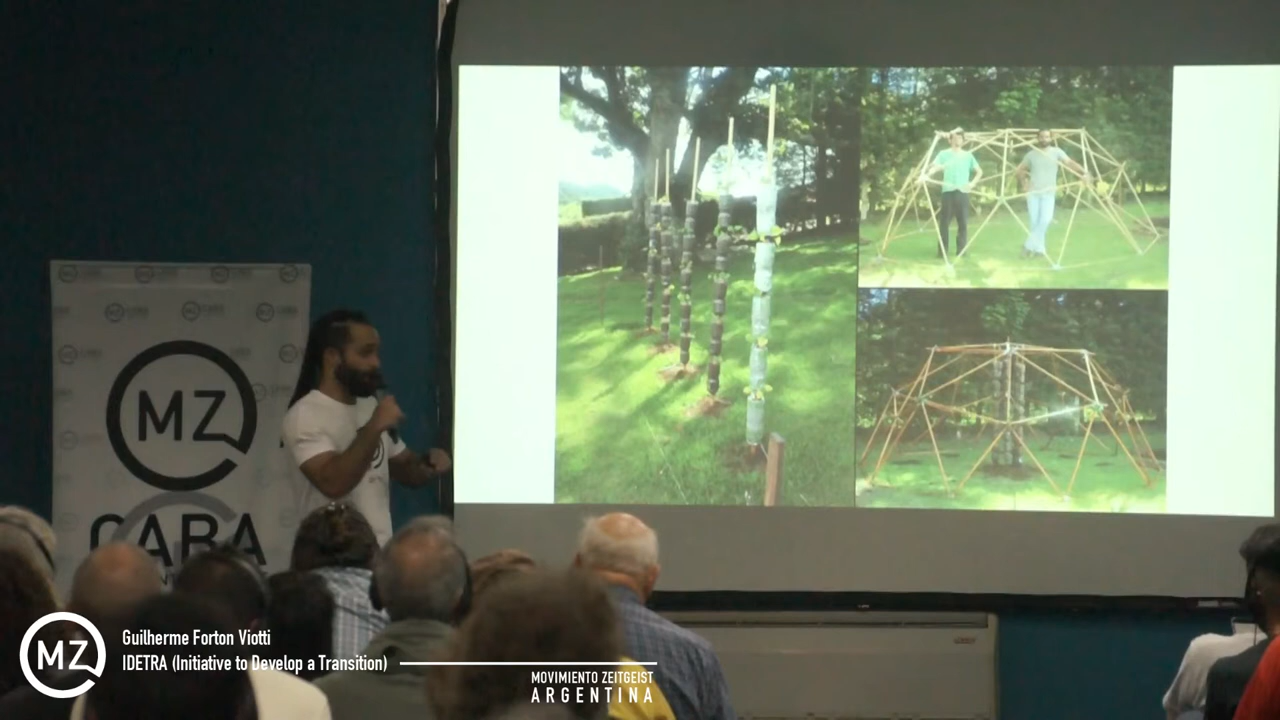 MZ
CABA
MZ
Guilherme Forton Viotti
IDETRA (Initiative to Develop a Transition)
MOVIMIENTO ZEITGEIST
ARGENTINA